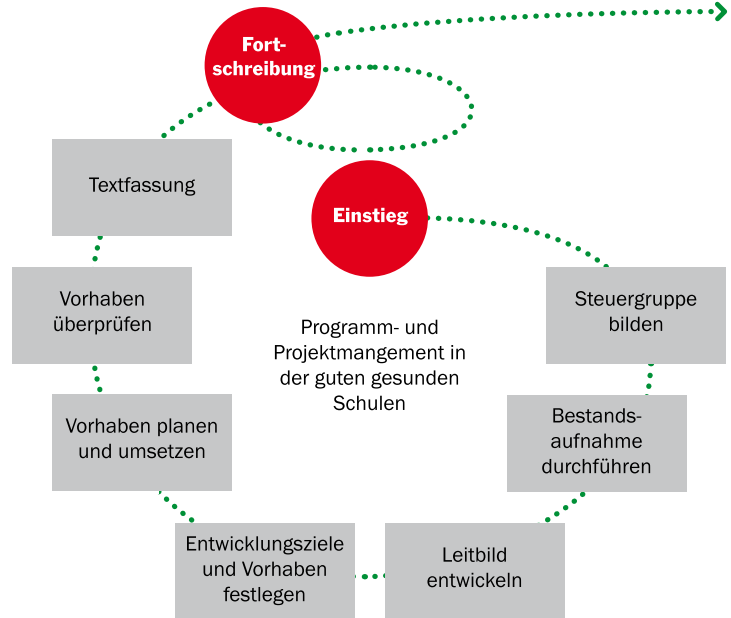 Fort-
schreibung
Einstieg
Steuergruppe
bilden
Bestands-
aufnahme
durchführen
Leitbild
entwickeln
Entwicklungsziele
und Vorhaben
festlegen
Vorhaben planen
und umsetzen
Vorhaben
überprüfen
Textfassung
Programm- und
Projektmangement in
der guten gesunden
Schulen